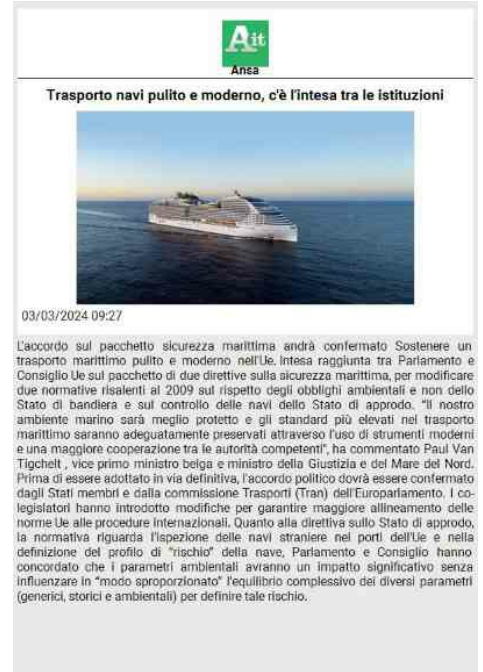 Ait
Ansa
Trasporto navi pulito e moderno, c'è l'intesa tra le istituzioni
03/03/2024 09:27
L'accordo sul pacchetto sicurezza marittima andrà confermato Sostenere un
trasporto marittimo pulito e moderno nell'Ue. Intesa raggiunta tra Parlamento e
Consiglio Ue sul pacchetto di due direttive sulla sicurezza marittima, per modificare
due normative risalenti al 2009 sul rispetto degli obblighi ambientali e non dello
Stato di bandiera e sul controllo delle navi dello Stato di approdo. "Il nostro
ambiente marino sarà meglio protetto e gli standard più elevati nel trasporto
marittimo saranno adeguatamente preservati attraverso l'uso di strumenti moderni
e una maggiore cooperazione tra le autorità competenti", ha commentato Paul Van
Tigchelt , vice primo ministro belga e ministro della Giustizia e del Mare del Nord.
Prima di essere adottato in via definitiva, l'accordo politico dovrà essere confermato
dagli Stati membri e dalla commissione Trasporti (Tran) dell'Europarlamento. I co-
legislatori hanno introdotto modifiche per garantire maggiore allineamento delle
norme Ue alle procedure internazionali. Quanto alla direttiva sullo Stato di approdo,
la normativa riguarda l'ispezione delle navi straniere nei porti dell'Ue e nella
definizione del profilo di "rischio" della nave, Parlamento e Consiglio hanno
concordato che i parametri ambientali avranno un impatto significativo senza
influenzare in "modo sproporzionato" l'equilibrio complessivo dei diversi parametri
(generici, storici e ambientali) per definire tale rischio.